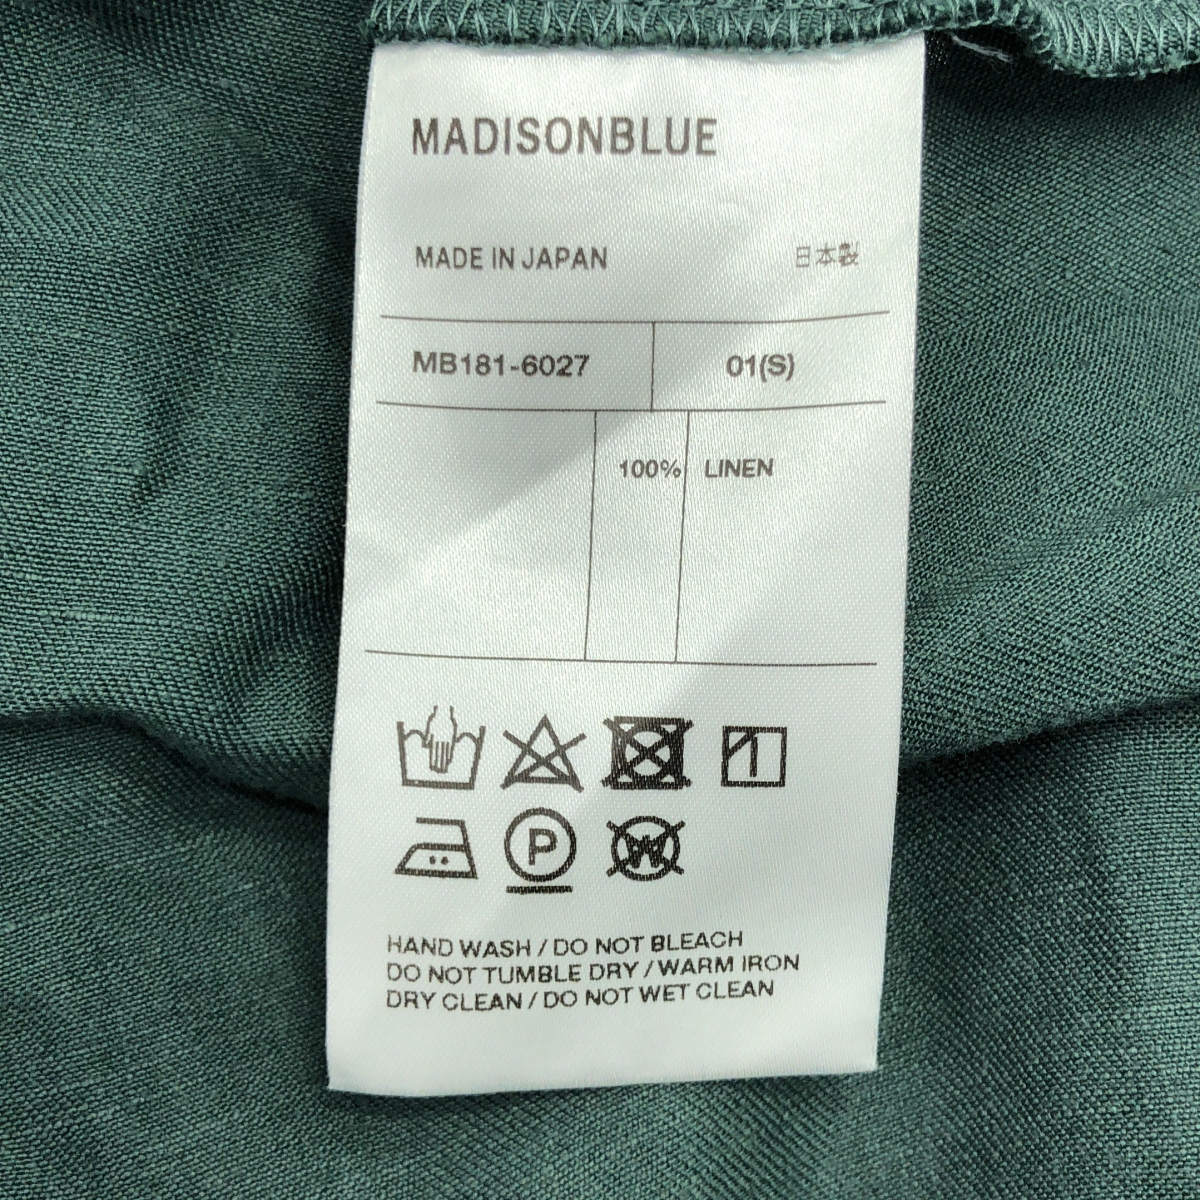 MADISONBLUE
MADE IN JAPAN 日本製
MB181-6027 01(S)
100% LINEN
P
W
HAND WASH / DO NOT BLEACH
DO NOT TUMBLE DRY / WARM IRON
DRY CLEAN / DO NOT WET CLEAN